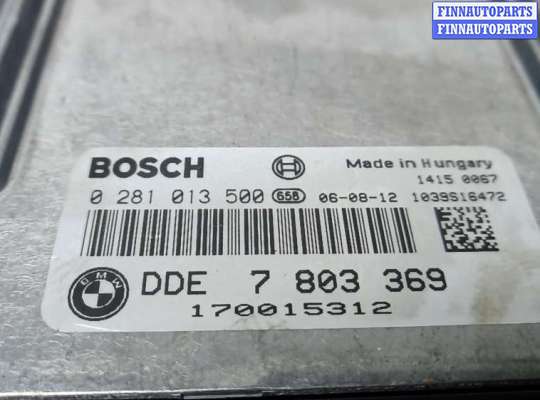 FINNAUTOPARTS
FINNAUTOPARTS
BOSCH
Made in Hungary
1415 0067
0 281 013 500 658 06-08-12 1039S16472
BMW
DDE 7 803 369
170015312